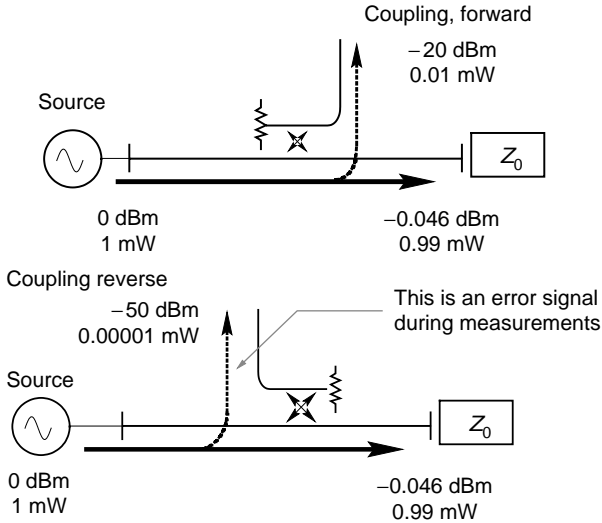 Coupling, forward
−20 dBm
0.01 mW
Source
Z0
0 dBm
1 mW
−0.046 dBm
0.99 mW
Coupling reverse
−50 dBm
0.00001 mW
This is an error signal
during measurements
Source
Z0
0 dBm
1 mW
−0.046 dBm
0.99 mW